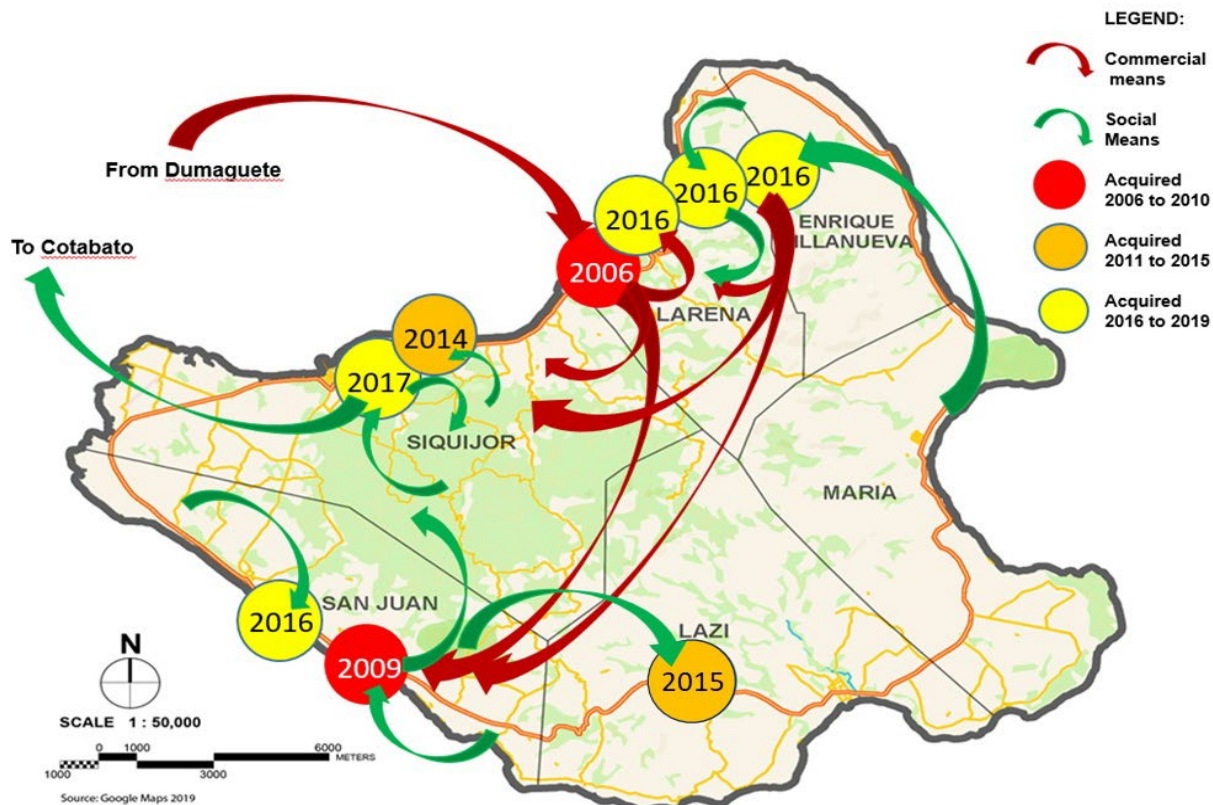 LEGEND:
Commercial
means
Social
Means
Acquired
2006 to 2010
Acquired
2011 to 2015
Acquired
2016 to 2019
From Dumaguete
To Cotabato
2016
2016
2016
2006
ENRIQUE
ILLANUEVA
LARENA
2014
2017
SIQUIJOR
MARIA
SAN JUAN
2016
2009
LAZI
2015
N
SCALE 1 : 50,000
0 1000 6000
METERS
1000 3000
Source: Google Maps 2019